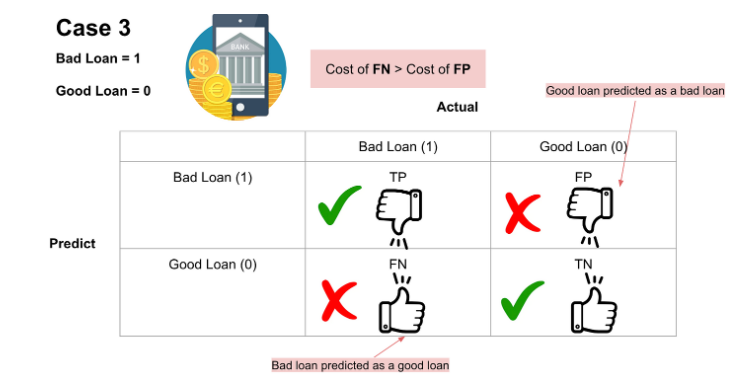 Case 3
Bad Loan = 1
Good Loan = 0
BANK
Cost of FN > Cost of FP
Good loan predicted as a bad loan
Actual
Bad Loan (1)
Good Loan (0)
Bad Loan (1)
TP
FP
Predict
Good Loan (0)
FN
TN
Bad loan predicted as a good loan